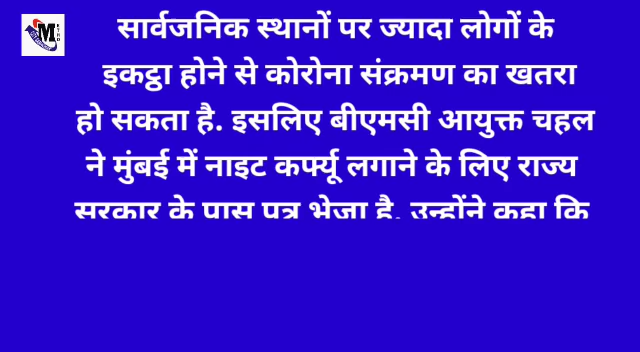 सार्वजनिक स्थानों पर ज्यादा लोगों के
इकट्ठा होने से कोरोना संक्रमण का खतरा
हो सकता है. इसलिए बीएमसी आयुक्त चहल
ने मुंबई में नाइट कर्फ्यू लगाने के लिए राज्य
सरकार के पास पत्र भेजा है. उन्होंने कहा कि